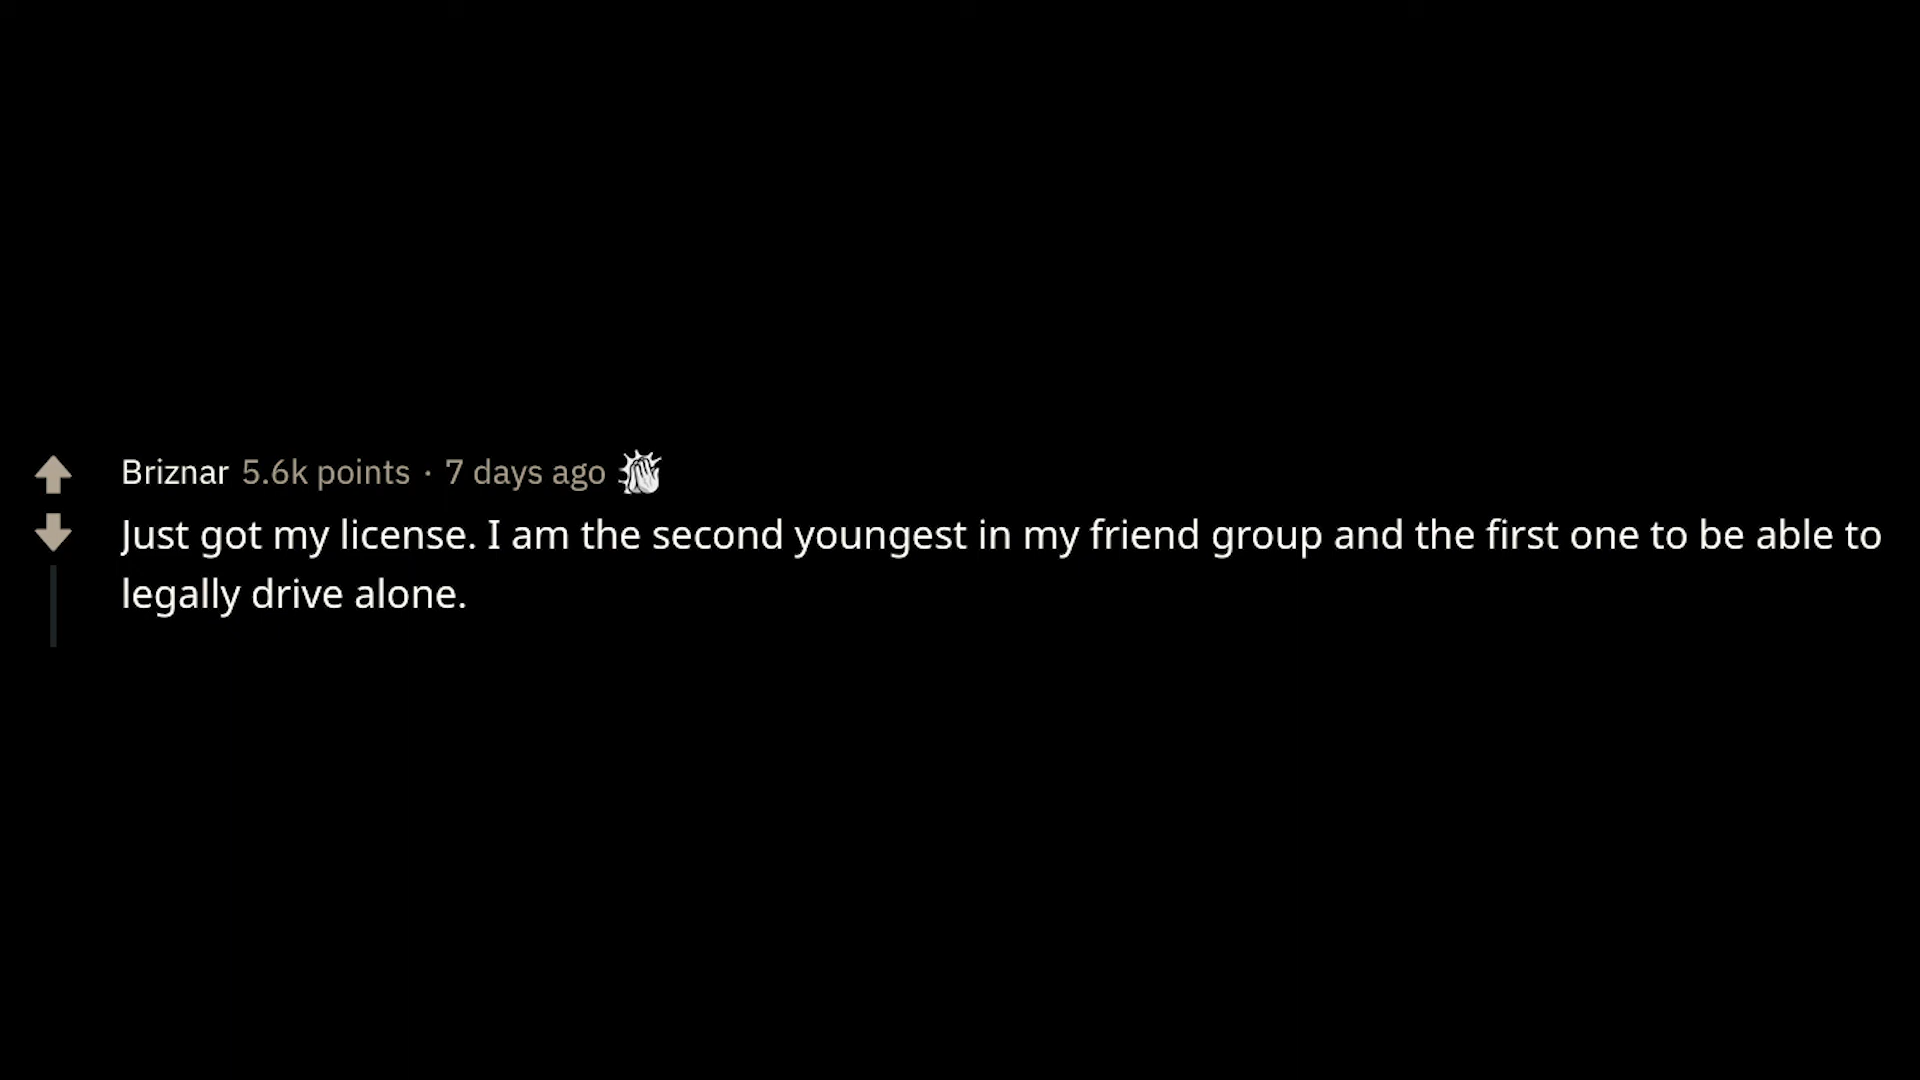 Briznar 5.6k points · 7 days ago
Just got my license. I am the second youngest in my friend group and the first one to be able to
legally drive alone.